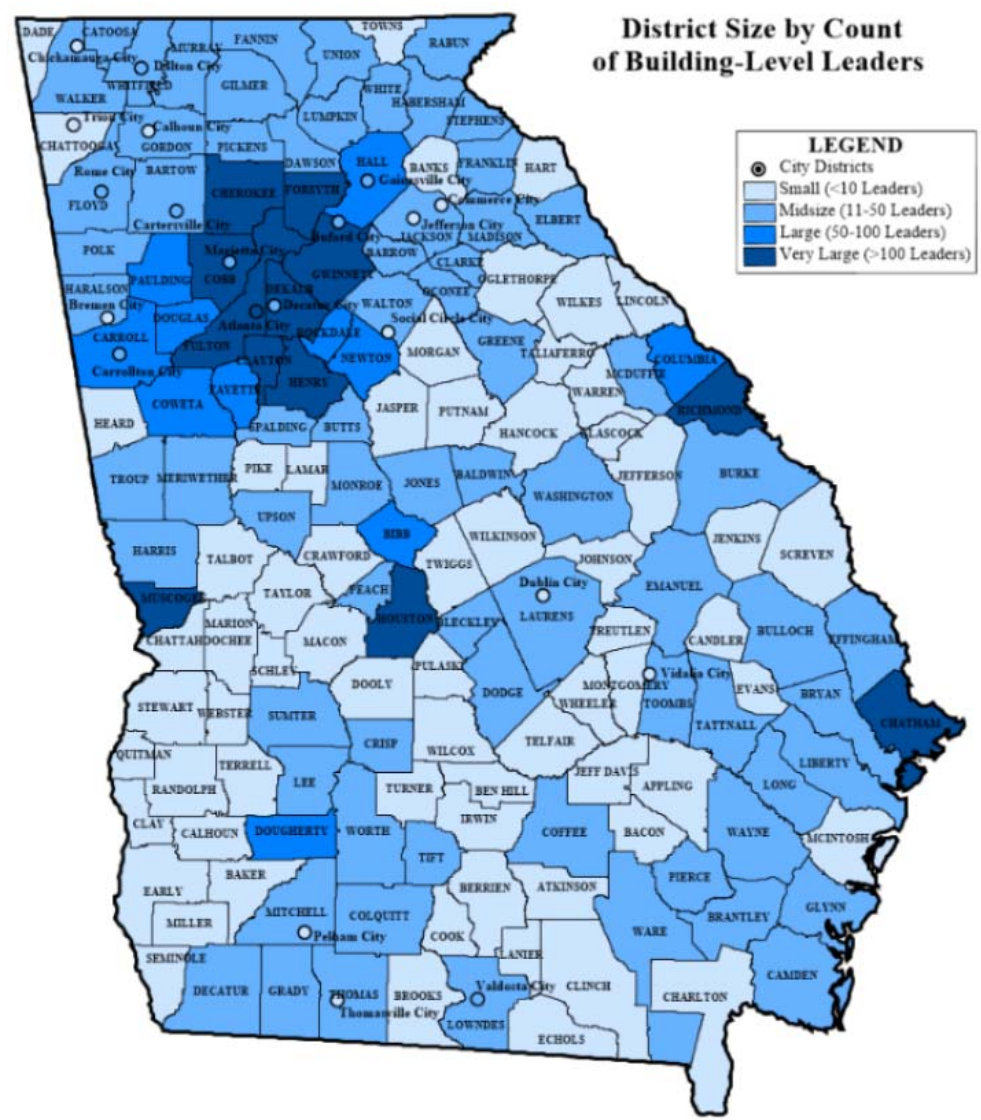 District Size by Count
of Building-Level Leaders
LEGEND
City Districts
Small (<10 Leaders)
Midsize (11-50 Leaders)
Large (50-100 Leaders)
Very Large (>100 Leaders)
DADE
CATOOSA
FANNIN
TOWNS
RABUN
UNION
MURRAY
Chickamauga City
Dalton City
WHITFIELD
GILMER
WHITE
HABERSHAM
WALKER
LUMPKIN
STEPHENS
Trion City
Calhoun City
CHATTOOGA
GORDON
PICKENS
DAWSON
HALL
BANKS
FRANKLIN
HART
Rome City
BARTOW
CHEROKEE
FORSYTH
Gainesville City
Commerce City
FLOYD
Cartersville City
Buford City
Jefferson City
JACKSON
MADISON
ELBERT
POLK
Marietta City
BARROW
CLARKE
COBB
GWINNETT
OGLETHORPE
HARALSON
PAULDING
DEKALB
OCONEE
Bremen City
DOUGLAS
Atlanta City
Decatur City
WALTON
Social Circle City
WILKES
LINCOLN
CARROLL
FULTON
ROCKDALE
GREENE
Carrollton City
CLAYTON
NEWTON
MORGAN
TALIAFERRO
COLUMBIA
FAYETTE
HENRY
MCDUFFIE
WARREN
RICHMOND
COWETA
HEARD
SPALDING
BUTTS
JASPER
PUTNAM
HANCOCK
GLASCOCK
TROUP
MERIWETHER
PIKE
LAMAR
MONROE
JONES
BALDWIN
WASHINGTON
JEFFERSON
BURKE
UPSON
BIBB
WILKINSON
JENKINS
SCREVEN
HARRIS
TALBOT
CRAWFORD
TWIGGS
JOHNSON
MUSCOGEE
TAYLOR
PEACH
Dublin City
EMANUEL
MARION
HOUSTON
BLECKLEY
LAURENS
CHATTAHOOCHEE
MACON
TREUTLEN
CANDLER
BULLOCH
EFFINGHAM
SCHLEY
PULASKI
DOOLY
Vidalia City
STEWART
WEBSTER
SUMTER
DODGE
MONTGOMERY
WHEELER
TOOMBS
EVANS
BRYAN
CHATHAM
TATTNALL
CRISP
WILCOX
TELFAIR
QUITMAN
TERRELL
LIBERTY
RANDOLPH
LEE
TURNER
BEN HILL
JEFF DAVIS
APPLING
LONG
CLAY
CALHOUN
DOUGHERTY
WORTH
IRWIN
COFFEE
BACON
WAYNE
MCINTOSH
TIFT
EARLY
BAKER
BERRIEN
ATKINSON
PIERCE
MILLER
MITCHELL
COLQUITT
Pelham City
COOK
WARE
BRANTLEY
GLYNN
SEMINOLE
LANIER
DECATUR
GRADY
THOMAS
Thomasville City
BROOKS
Valdosta City
LOWNDES
CLINCH
CHARLTON
CAMDEN
ECHOLS